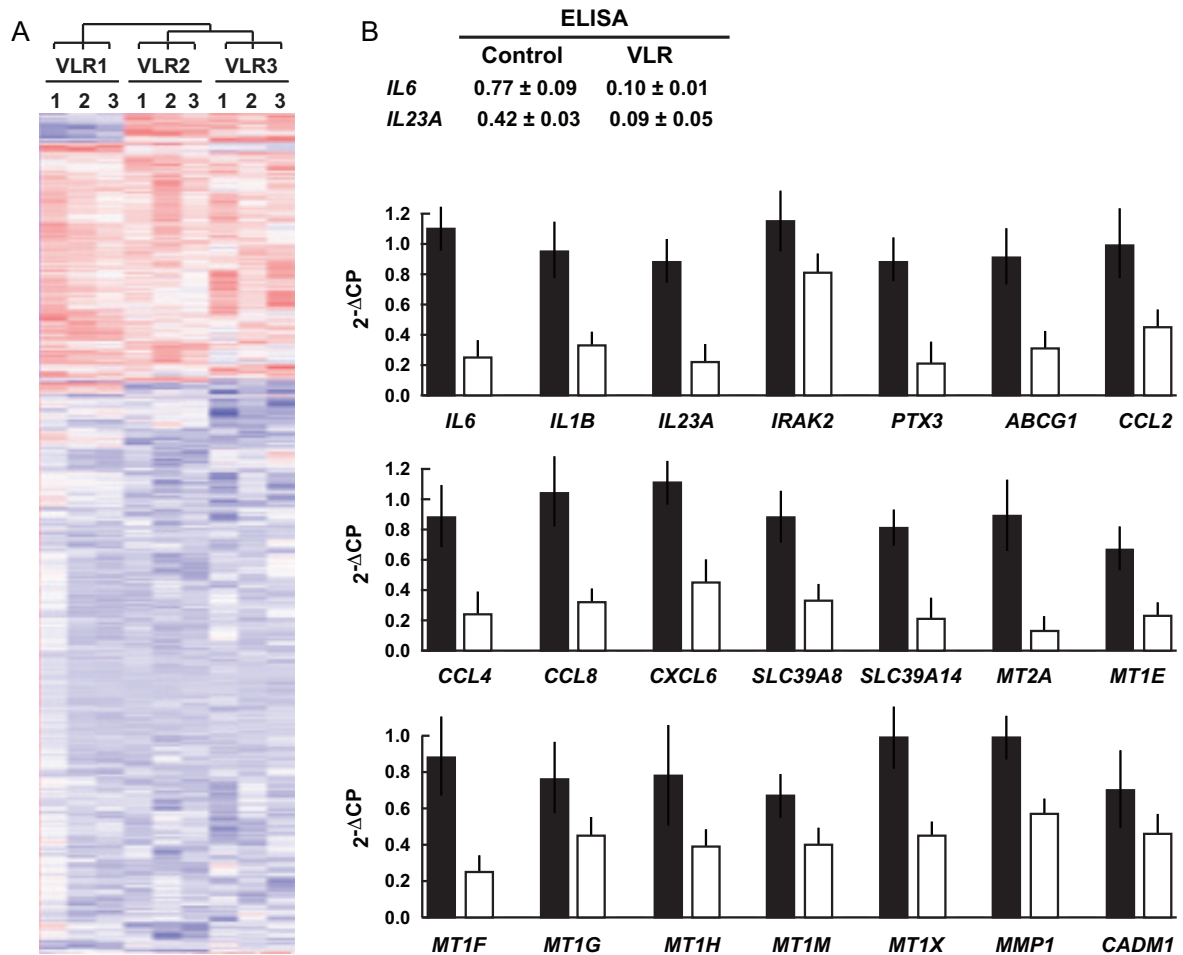 A
VLR1 VLR2 VLR3
1 2 3 1 2 3 1 2 3
B
ELISA
Control VLR
IL6 0.77 ± 0.09 0.10 ± 0.01
IL23A 0.42 ± 0.03 0.09 ± 0.05
2-ΔCP
1.2
1.0
0.8
0.6
0.4
0.2
0.0
IL6 IL1B IL23A IRAK2 PTX3 ABCG1 CCL2
2-ΔCP
1.2
1.0
0.8
0.6
0.4
0.2
0.0
CCL4 CCL8 CXCL6 SLC39A8 SLC39A14 MT2A MT1E
2-ΔCP
1.0
0.8
0.6
0.4
0.2
0.0
MT1F MT1G MT1H MT1M MT1X MMP1 CADM1